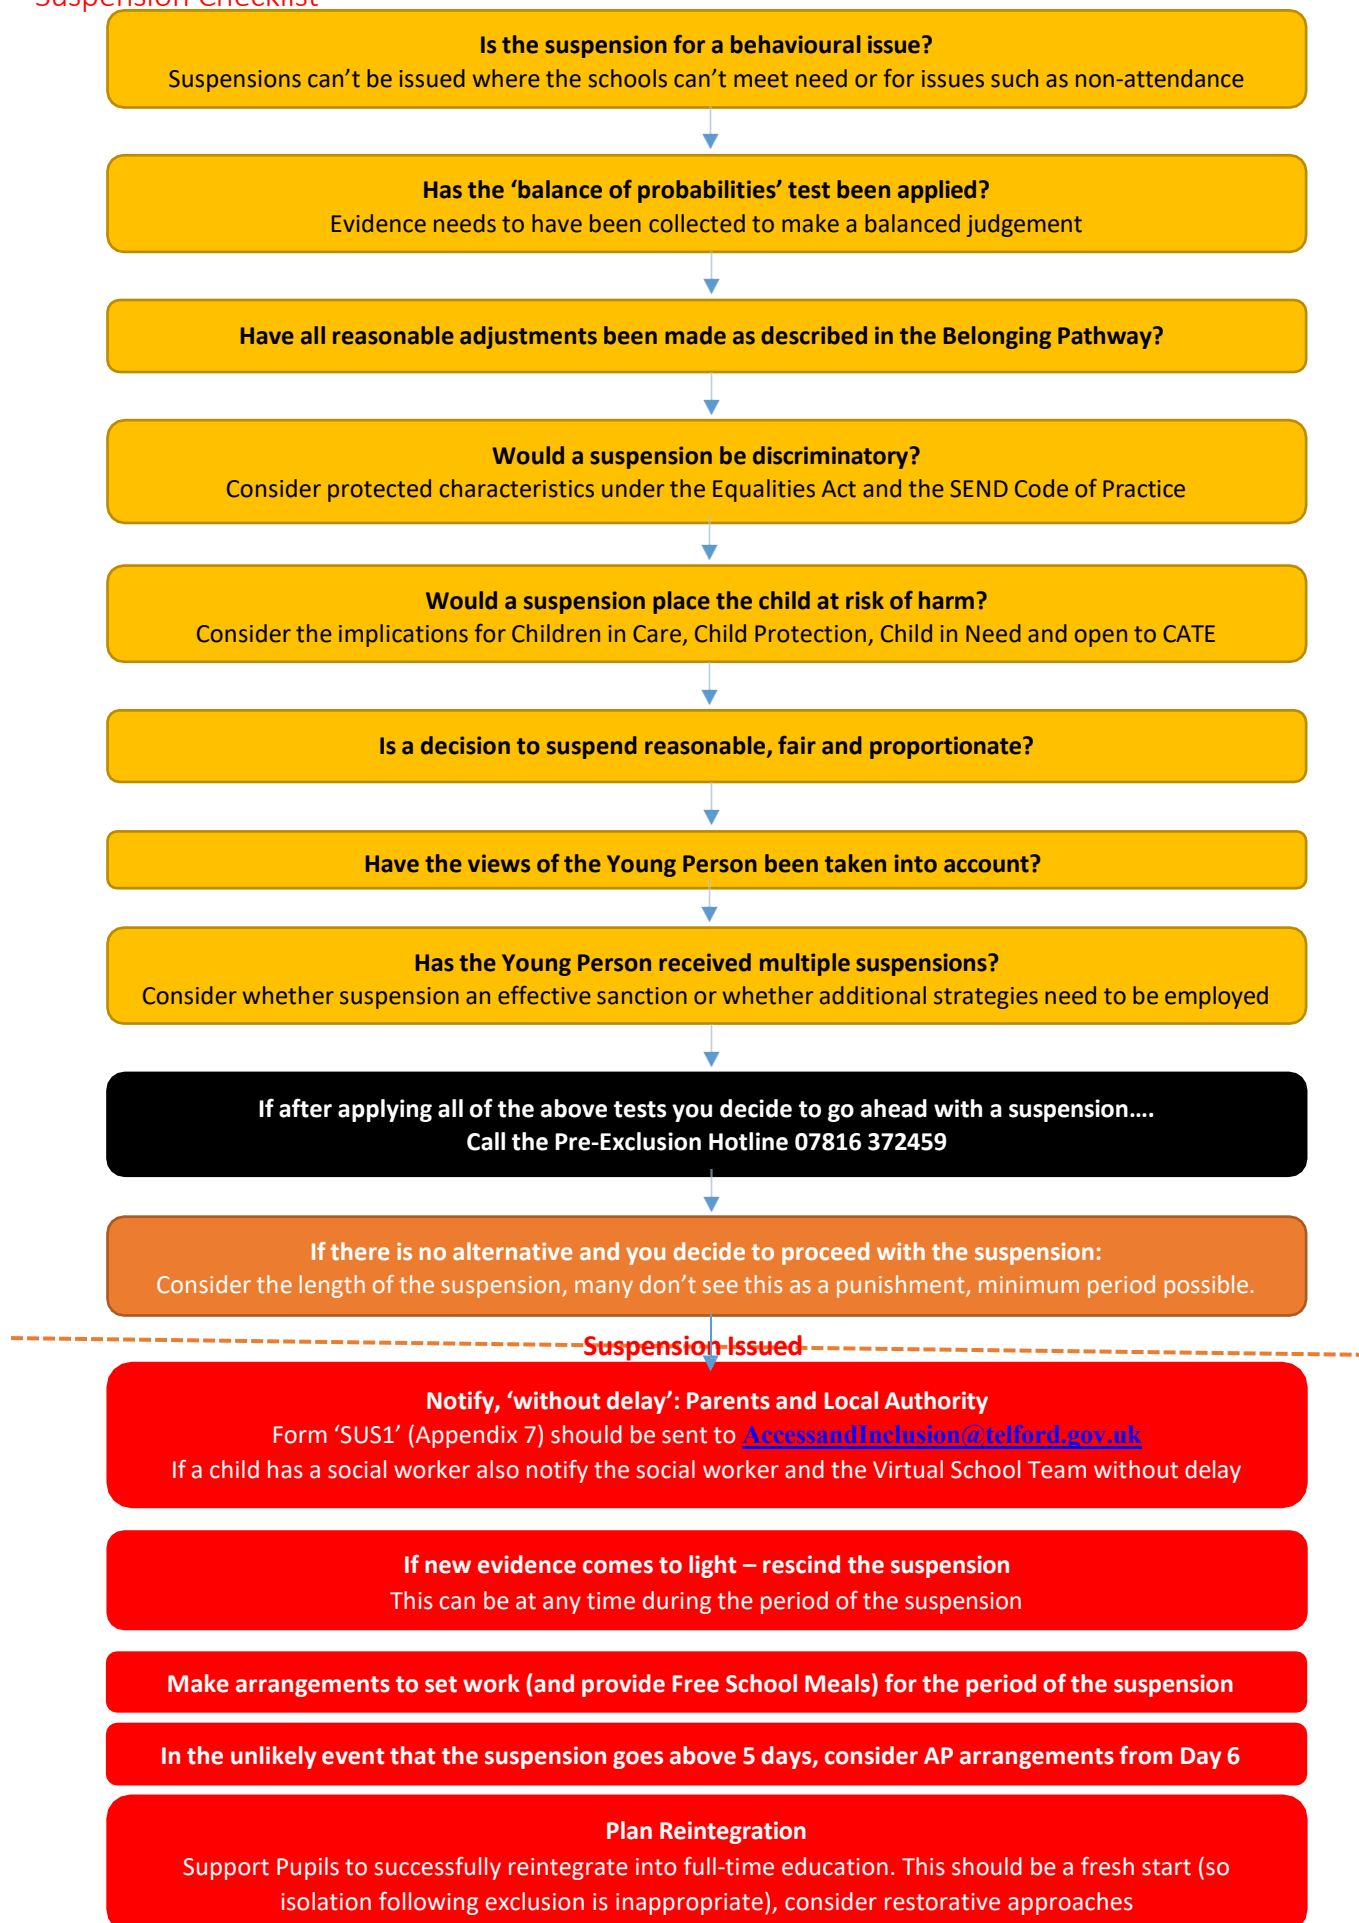 Suspension Checklist
Is the suspension for a behavioural issue?
Suspensions can’t be issued where the schools can’t meet need or for issues such as non-attendance
Has the ‘balance of probabilities’ test been applied?
Evidence needs to have been collected to make a balanced judgement
Have all reasonable adjustments been made as described in the Belonging Pathway?
Would a suspension be discriminatory?
Consider protected characteristics under the Equalities Act and the SEND Code of Practice
Would a suspension place the child at risk of harm?
Consider the implications for Children in Care, Child Protection, Child in Need and open to CATE
Is a decision to suspend reasonable, fair and proportionate?
Have the views of the Young Person been taken into account?
Has the Young Person received multiple suspensions?
Consider whether suspension an effective sanction or whether additional strategies need to be employed
If after applying all of the above tests you decide to go ahead with a suspension….
Call the Pre-Exclusion Hotline 07816 372459
If there is no alternative and you decide to proceed with the suspension:
Consider the length of the suspension, many don’t see this as a punishment, minimum period possible.
Suspension Issued
Notify, ‘without delay’: Parents and Local Authority
Form ‘SUS1’ (Appendix 7) should be sent to AccessandInclusion@telford.gov.uk
If a child has a social worker also notify the social worker and the Virtual School Team without delay
If new evidence comes to light – rescind the suspension
This can be at any time during the period of the suspension
Make arrangements to set work (and provide Free School Meals) for the period of the suspension
In the unlikely event that the suspension goes above 5 days, consider AP arrangements from Day 6
Plan Reintegration
Support Pupils to successfully reintegrate into full-time education. This should be a fresh start (so
isolation following exclusion is inappropriate), consider restorative approaches